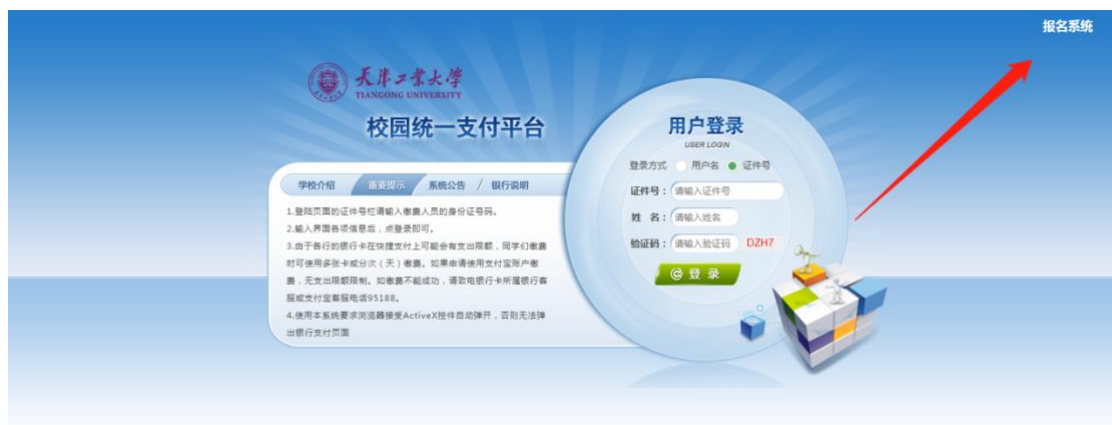 报名系统
天津工业大学
TIANGONG UNIVERSITY
校园统一支付平台
学校介绍 重要提示 系统公告 / 银行说明
1.登陆页面的证件号栏请输入缴费人员的身份证号码。
2.输入界面各项信息后，点登录即可。
3.由于各行的银行卡在快捷支付上可能会有支出限额，同学们缴费
时可使用多张卡或分次（天）缴费。如果申请使用支付宝账户缴
费，无支出限额限制。如缴费不能成功，请致电银行卡所属银行客
服或支付宝客服电话95188。
4.使用本系统要求浏览器接受ActiveX控件自动弹开，否则无法弹
出银行支付页面
用户登录
USER LOGIN
登录方式 用户名 证件号
证件号：请输入证件号
姓 名：请输入姓名
验证码：请输入验证码 DZH7
登 录